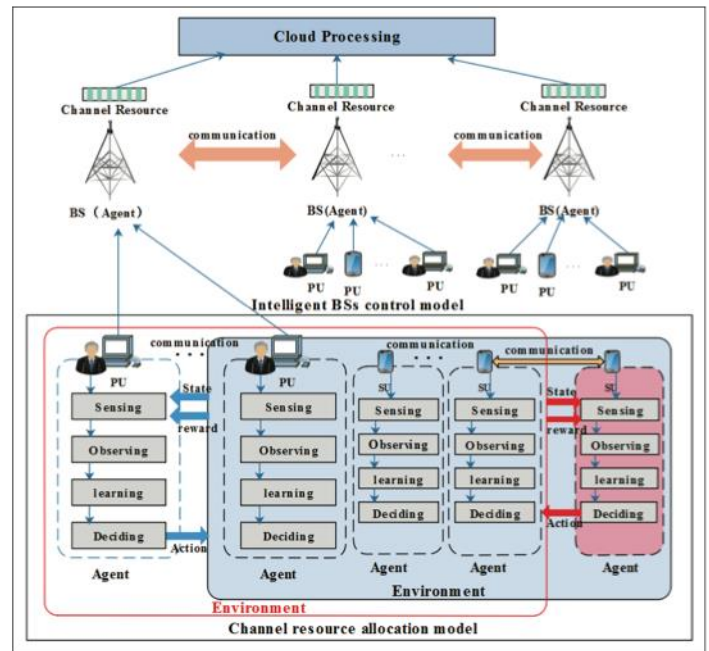 Cloud Processing
Channel Resource
Channel Resource
Channel Resource
communication
communication
...
BS (Agent)
BS(Agent)
BS(Agent)
PU
PU
...
PU
PU
PU
...
PU
Intelligent BSs control model
communication
...
communication
...
communication
PU
PU
SU
SU
SU
State
reward
State
reward
Sensing
Sensing
Sensing
Sensing
Sensing
Observing
Observing
Observing
Observing
Observing
learning
learning
learning
learning
learning
Deciding
Deciding
Deciding
Deciding
Deciding
Action
Action
Agent
Agent
Agent
Agent
Agent
Environment
Environment
Channel resource allocation model